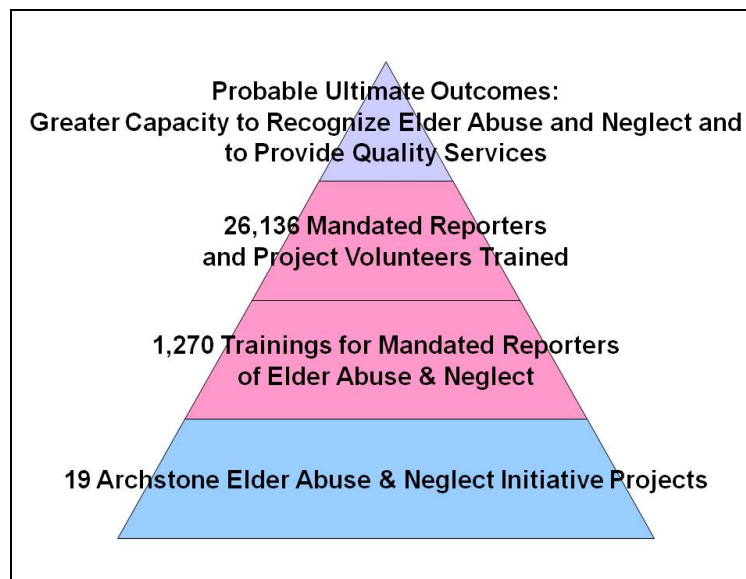 Probable Ultimate Outcomes:
Greater Capacity to Recognize Elder Abuse and Neglect and
to Provide Quality Services
26,136 Mandated Reporters
and Project Volunteers Trained
1,270 Trainings for Mandated Reporters
of Elder Abuse & Neglect
19 Archstone Elder Abuse & Neglect Initiative Projects